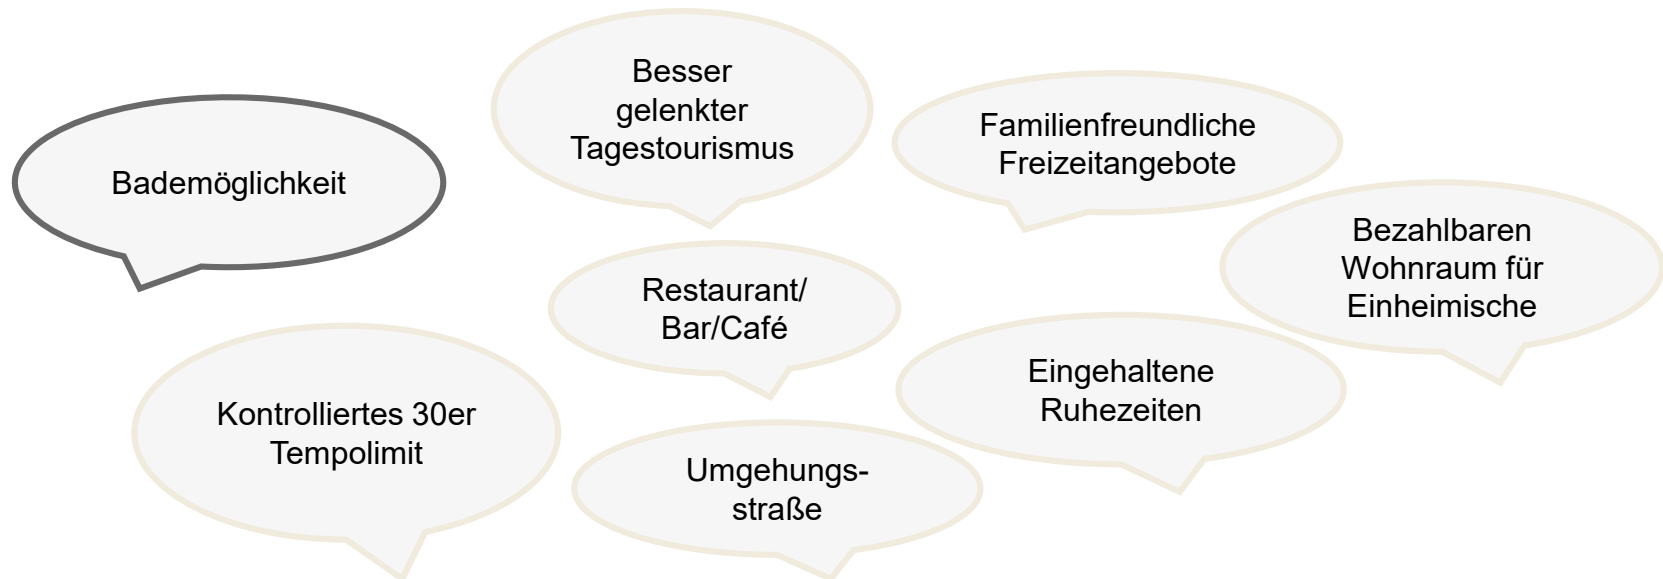 Besser
gelenkter
Tagestourismus
Familienfreundliche
Freizeitangebote
Bademöglichkeit
Bezahlbaren
Wohnraum für
Einheimische
Restaurant/
Bar/Café
Eingehaltene
Ruhezeiten
Kontrolliertes 30er
Tempolimit
Umgehungs-
straße